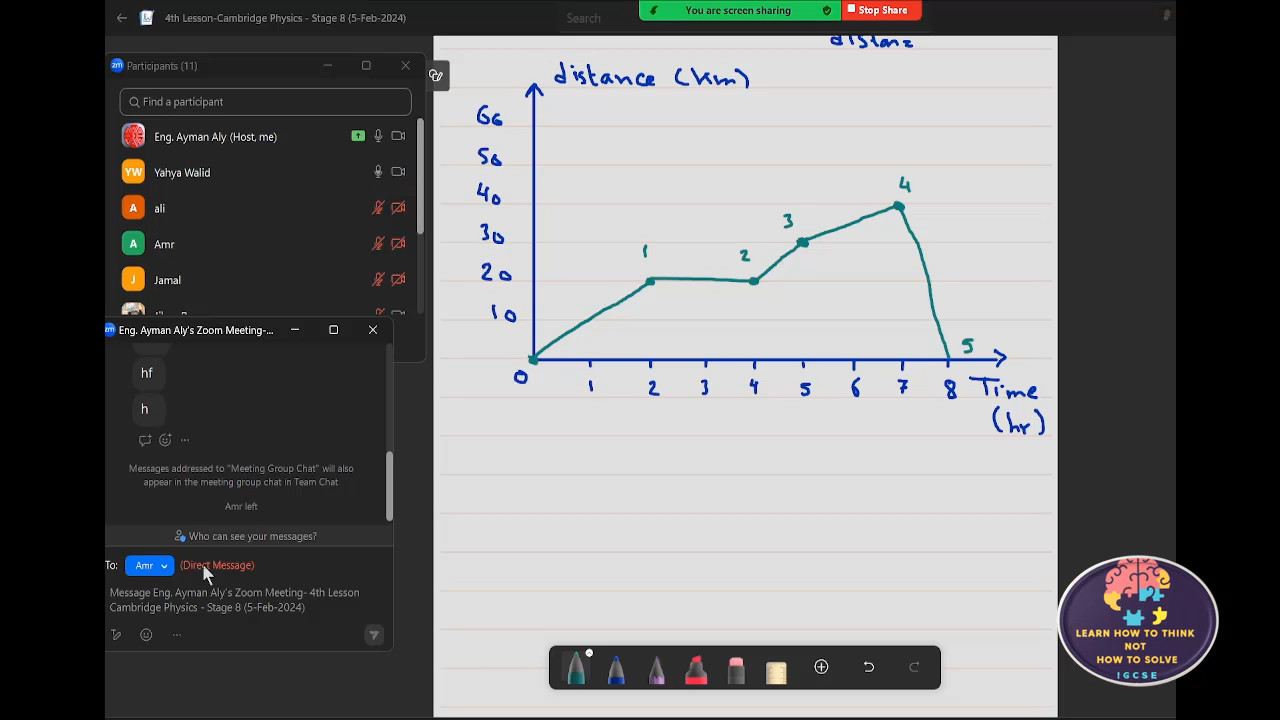 4th Lesson-Cambridge Physics - Stage 8 (5-Feb-2024)
Search
You are screen sharing
Stop Share
zm Participants (11)
Find a participant
Eng. Ayman Aly (Host, me)
YW Yahya Walid
A ali
A Amr
J Jamal
zm Eng. Ayman Aly's Zoom Meeting-...
hf
h
Messages addressed to "Meeting Group Chat" will also
appear in the meeting group chat in Team Chat
Amr left
Who can see your messages?
To: Amr (Direct Message)
Message Eng. Ayman Aly's Zoom Meeting- 4th Lesson
Cambridge Physics - Stage 8 (5-Feb-2024)
distance (km)
60
50
40
30
20
10
0
1
2
3
4
5
1 2 3 4 5 6 7 8 Time
(hr)
LEARN HOW TO THINK
NOT
HOW TO SOLVE
IGCSE